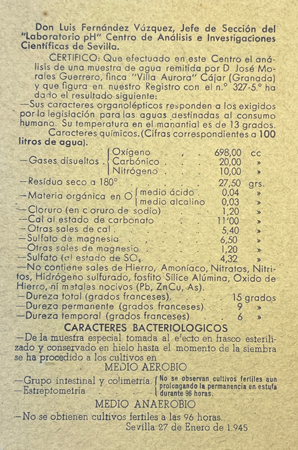 Don Luis Fernández Vúzquez, Jefe de Sección del
"Laboratorio pH" Centro de Análisis e Investigaciones
Científicas de Sevilla.
CERTIFICO: Que efectuado en este Centro el análi-
sis de una muestra de agua remitida por D José Mo-
rales Guerrero, finca "Villa Aurora" Cájar (Granada)
y que figura en nuestro Registro con el n.º 327-5.º ha
dado el resultado siguiente:
—Sus caracteres organolépticos responden a los exigidos
por la legislación para las aguas destinadas al consumo
humano. Su temperatura en el manantial es de 13 grados.
Caracteres químicos. (Cifras correspondientes a 100
litros de agua).
—Gases disueltos. Oxígeno 698,00 cc
Carbónico 20,00 »
Nitrógeno 10,00 »
—Residuo seco a 180º 27,50 grs.
—Materia orgánica en O medio ácido 0,04 »
medio alcalino 0,03 »
—Cloruro (en cloruro de sodio) 1,20 »
—Cal al estado de carbonato 11'00 »
—Otras sales de cal 5,40 »
—Sulfato de magnesia 6,50 »
—Otras sales de magnesio 1,20 »
—Sulfato (al estado de SO₄ 4,32 »
—No contiene sales de Hierro, Amoníaco, Nitratos, Nitri-
tos, Hidrógeno sulfurado, fosfito Sílice Alúmina, Oxido de
Hierro, ni metales nocivos (Pb, ZnCu, As).
—Dureza total (grados franceses) 15 grados
—Dureza permanente (grados franceses) 9 »
—Dureza temporal (grados franceses) 6 »
CARACTERES BACTERIOLOGICOS
—De la muestra especial tomada al efecto en frasco esterili-
zado y conservado en hielo hasta el momento de la siembra
se ha procedido a los cultivos en
MEDIO AEROBIO
—Grupo intestinal y colimetría. No se observan cultivos fertiles aun
—Estreptometría prolongando la permanencia en estufa
durante 96 horas.
MEDIO ANAEROBIO
—No se obtienen cultivos fertiles a las 96 horas.
Sevilla 27 de Enero de 1.945